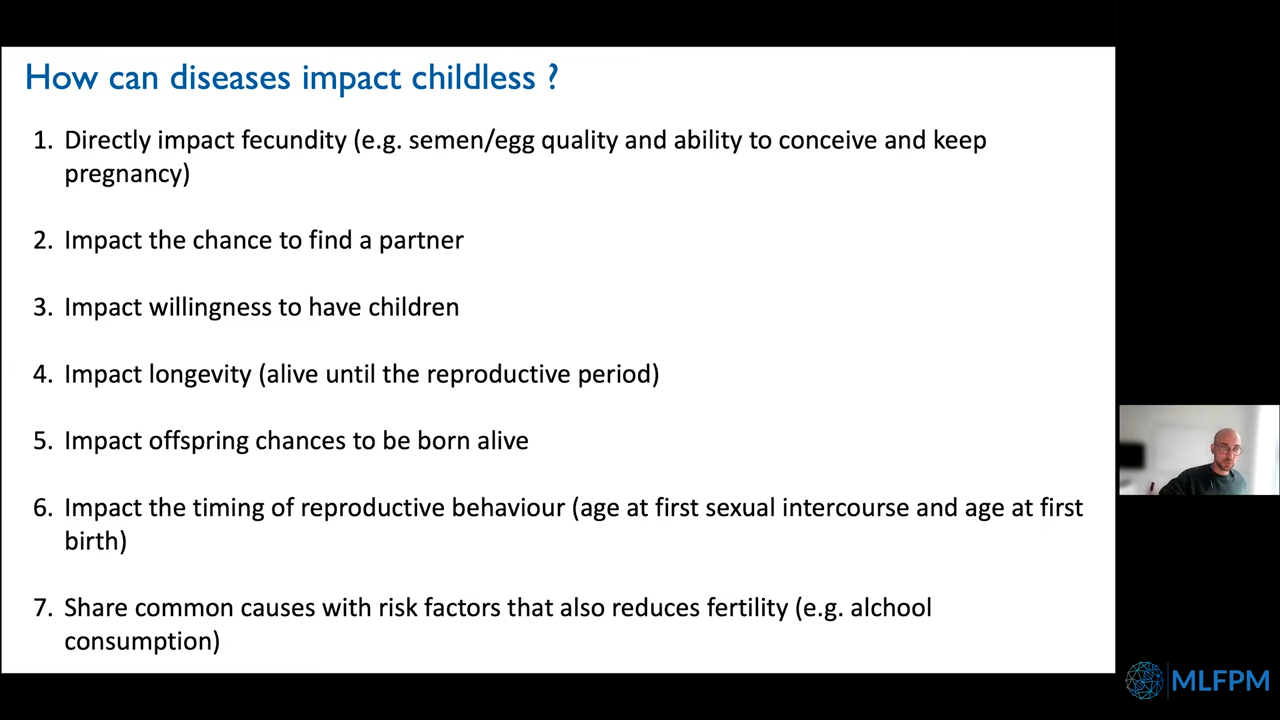 How can diseases impact childless ?
1. Directly impact fecundity (e.g. semen/egg quality and ability to conceive and keep
pregnancy)
2. Impact the chance to find a partner
3. Impact willingness to have children
4. Impact longevity (alive until the reproductive period)
5. Impact offspring chances to be born alive
6. Impact the timing of reproductive behaviour (age at first sexual intercourse and age at first
birth)
7. Share common causes with risk factors that also reduces fertility (e.g. alchool
consumption)
MLFPM